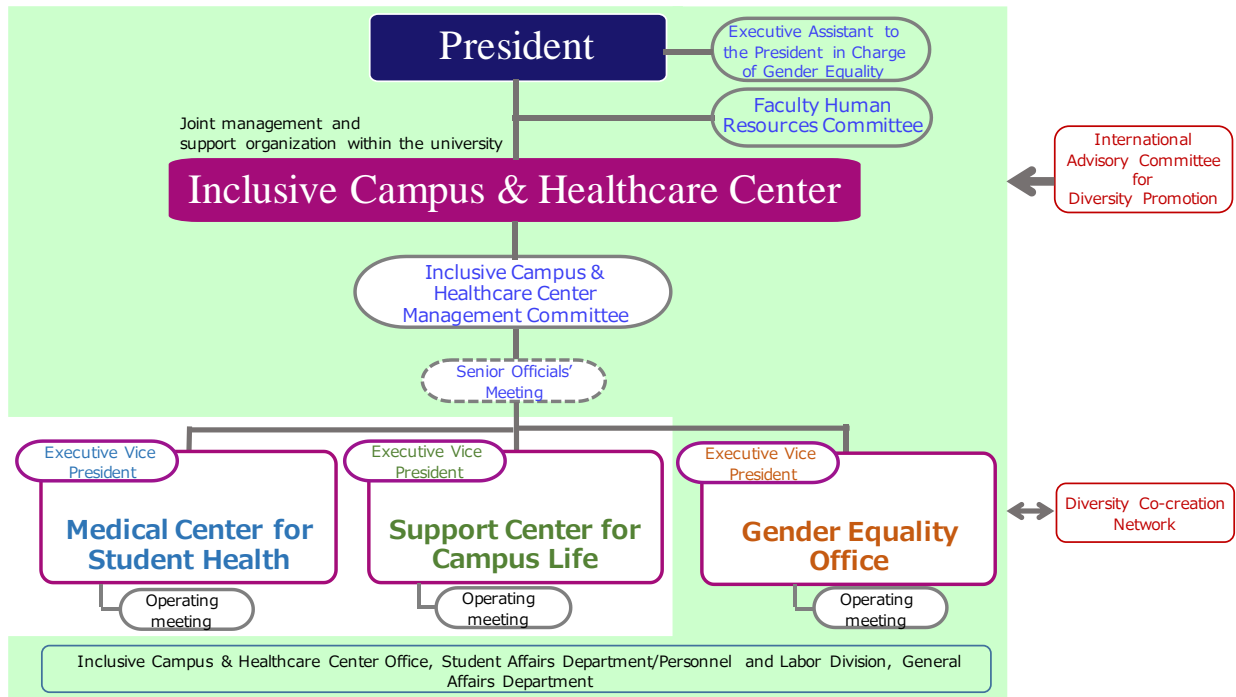 President
Executive Assistant to
the President in Charge
of Gender Equality
Faculty Human
Resources Committee
Joint management and
support organization within the university
International
Advisory Committee
for
Diversity Promotion
Inclusive Campus & Healthcare Center
Inclusive Campus &
Healthcare Center
Management Committee
Senior Officials’
Meeting
Executive Vice
President
Medical Center for
Student Health
Operating
meeting
Executive Vice
President
Support Center for
Campus Life
Operating
meeting
Executive Vice
President
Gender Equality
Office
Operating
meeting
Diversity Co-creation
Network
Inclusive Campus & Healthcare Center Office, Student Affairs Department/Personnel and Labor Division, General
Affairs Department